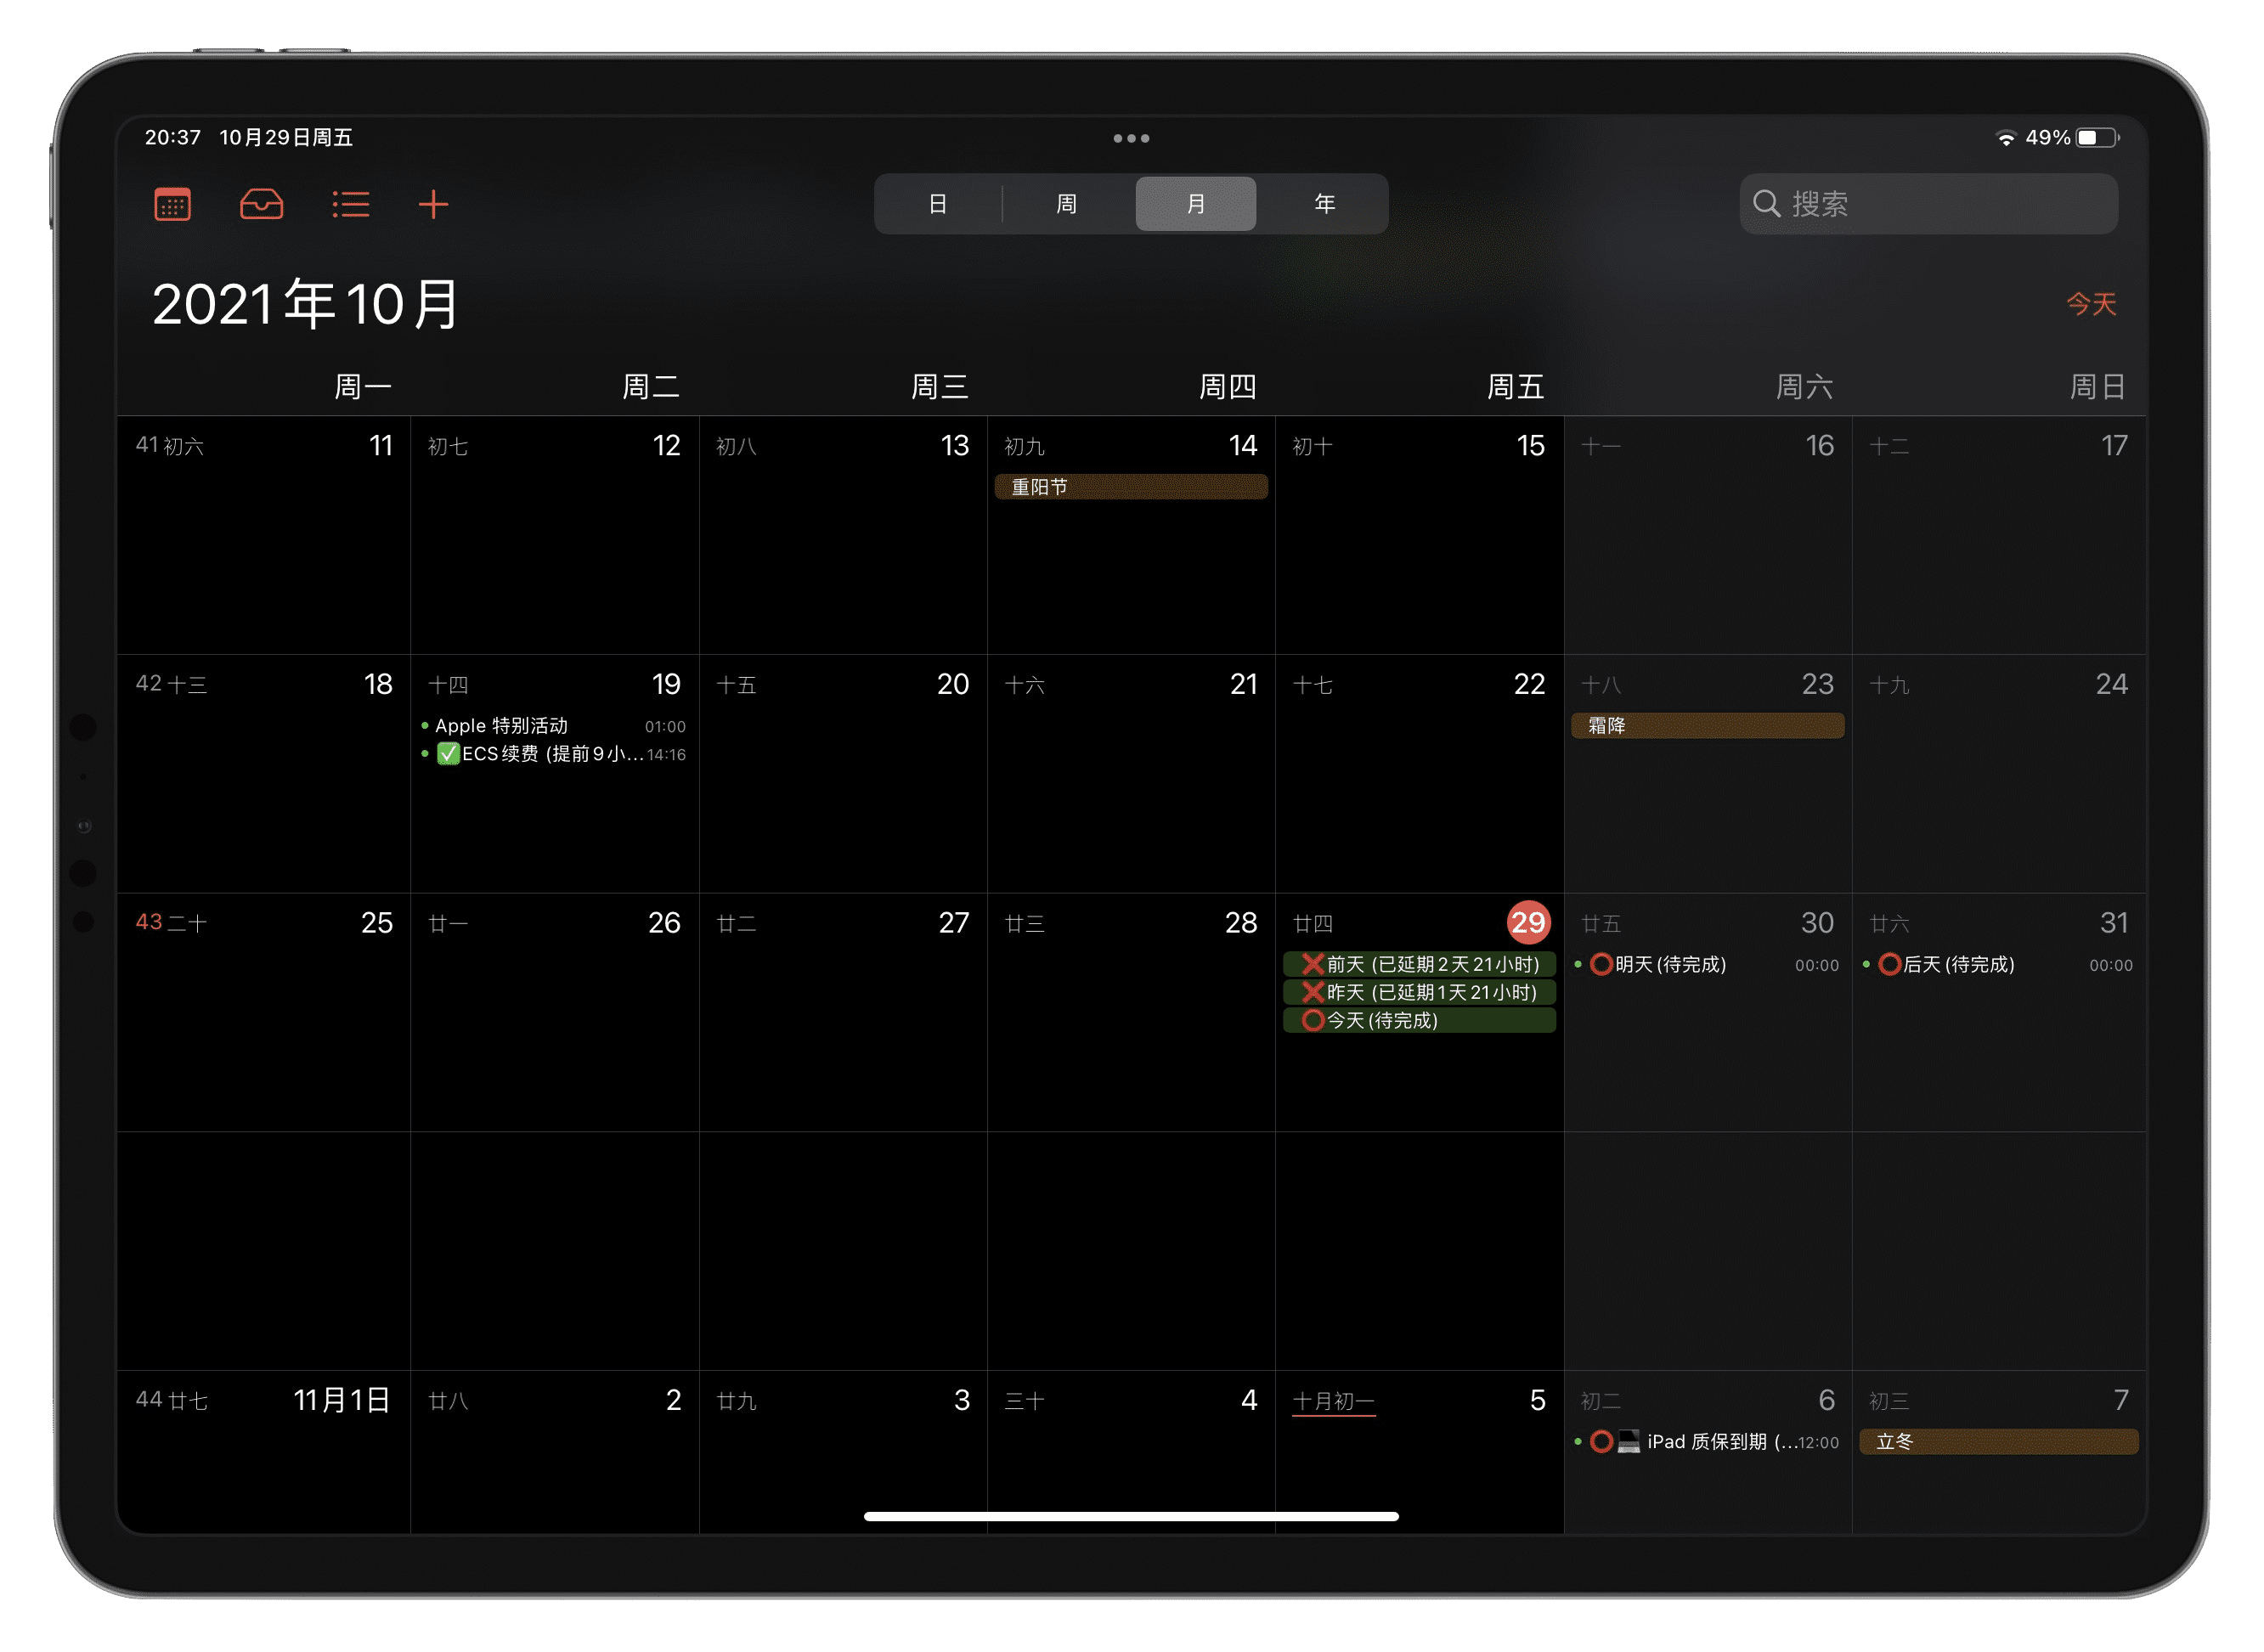 20:37 10月29日周五
49%
日 周 月 年
搜索
2021年10月
今天
周一 周二 周三 周四 周五 周六 周日
41 初六 11 初七 12 初八 13 初九 14 初十 15 十一 16 十二 17
重阳节
42 十三 18 十四 19 十五 20 十六 21 十七 22 十八 23 十九 24
Apple 特别活动 01:00
霜降
✅ECS续费 (提前9小…14:16
43 二十 25 廿一 26 廿二 27 廿三 28 廿四 29 廿五 30 廿六 31
❌前天 (已延期2天21小时)
⭕明天(待完成) 00:00
⭕后天(待完成) 00:00
❌昨天 (已延期1天21小时)
⭕今天(待完成)
44 廿七 11月1日 廿八 2 廿九 3 三十 4 十月初一 5 初二 6 初三 7
⭕💻 iPad 质保到期 (…12:00
立冬